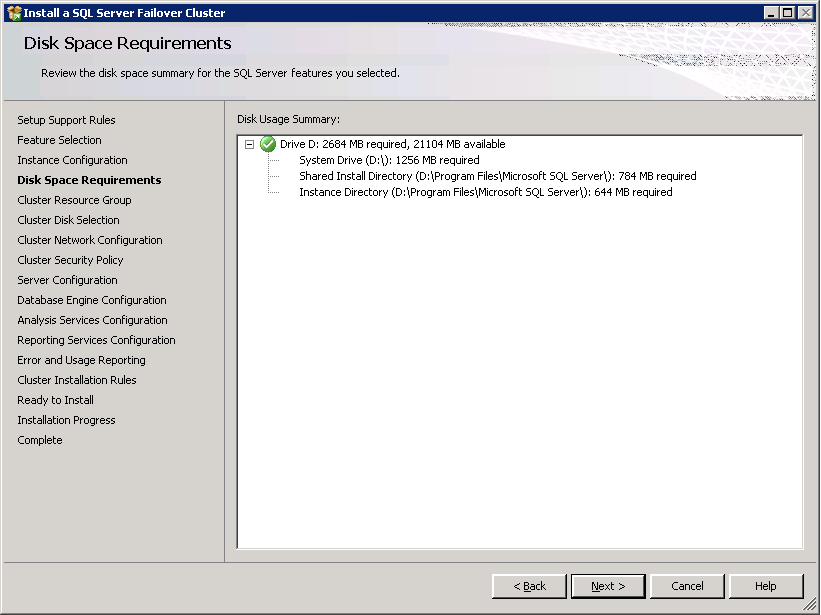 Install a SQL Server Failover Cluster
Disk Space Requirements
Review the disk space summary for the SQL Server features you selected.
Setup Support Rules
Feature Selection
Instance Configuration
Disk Space Requirements
Cluster Resource Group
Cluster Disk Selection
Cluster Network Configuration
Cluster Security Policy
Server Configuration
Database Engine Configuration
Analysis Services Configuration
Reporting Services Configuration
Error and Usage Reporting
Cluster Installation Rules
Ready to Install
Installation Progress
Complete
Disk Usage Summary:
Drive D: 2684 MB required, 21104 MB available
System Drive (D:\): 1256 MB required
Shared Install Directory (D:\Program Files\Microsoft SQL Server\): 784 MB required
Instance Directory (D:\Program Files\Microsoft SQL Server\): 644 MB required
< Back
Next >
Cancel
Help